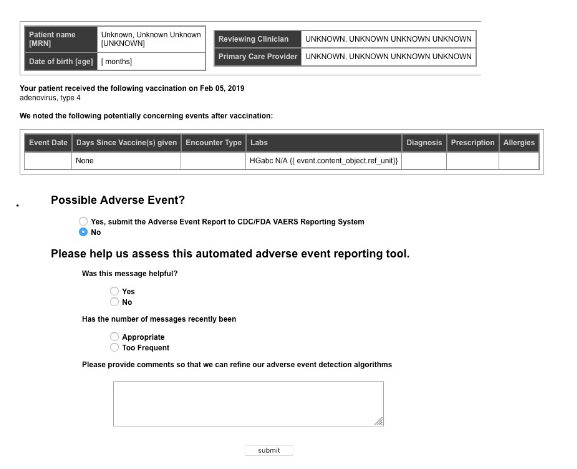 Patient name [MRN] Unknown, Unknown Unknown [UNKNOWN]
Date of birth [age] [ months]
Reviewing Clinician UNKNOWN, UNKNOWN UNKNOWN UNKNOWN
Primary Care Provider UNKNOWN, UNKNOWN UNKNOWN UNKNOWN
Your patient received the following vaccination on Feb 05, 2019
adenovirus, type 4
We noted the following potentially concerning events after vaccination:
Event Date Days Since Vaccine(s) given Encounter Type Labs Diagnosis Prescription Allergies
None HGabc N/A {{ event.content_object.ref_unit}}
Possible Adverse Event?
Yes, submit the Adverse Event Report to CDC/FDA VAERS Reporting System
No
Please help us assess this automated adverse event reporting tool.
Was this message helpful?
Yes
No
Has the number of messages recently been
Appropriate
Too Frequent
Please provide comments so that we can refine our adverse event detection algorithms
submit